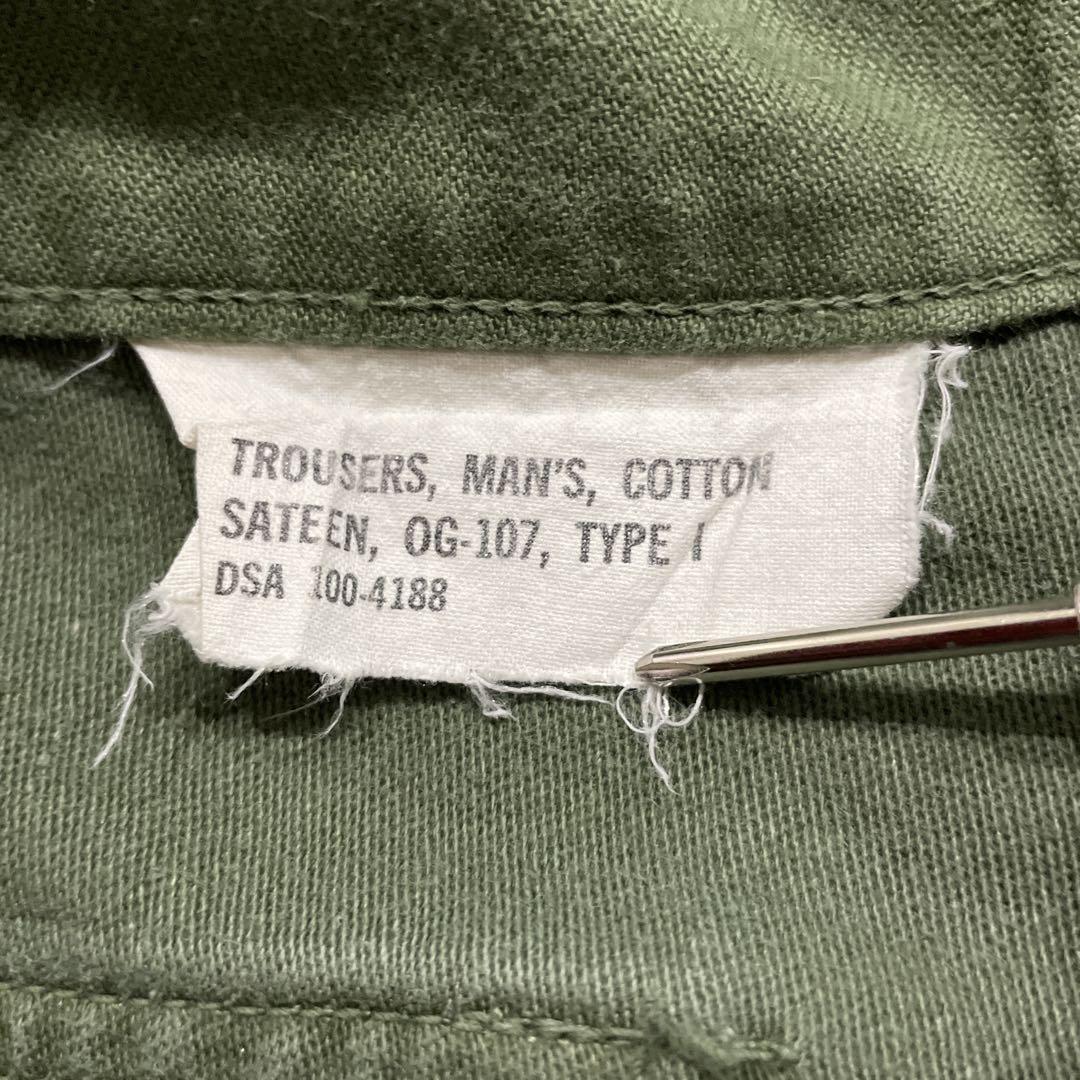 TROUSERS, MAN'S, COTTON
SATEEN, OG-107, TYPE I
DSA 100-4188